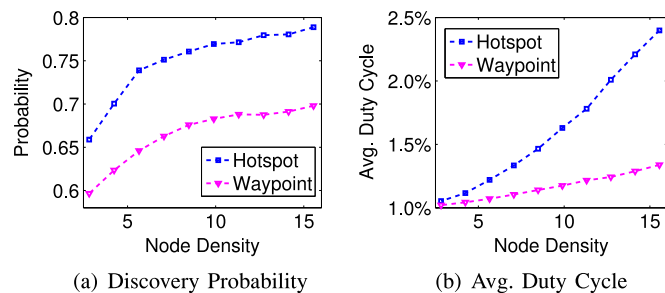 0.8
0.75
0.7
0.65
0.6
Probability
Hotspot
Waypoint
5
10
15
Node Density
(a) Discovery Probability
2.5%
2.0%
1.5%
1.0%
Avg. Duty Cycle
Hotspot
Waypoint
5
10
15
Node Density
(b) Avg. Duty Cycle